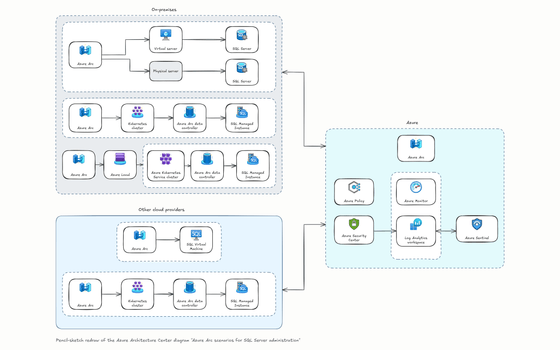 On-premises
Azure Arc
Virtual server
SQL Server
Physical server
SQL Server
Azure Arc
Kubernetes
cluster
Azure Arc data
controller
SQL Managed
Instance
Azure Arc
Azure Local
Azure Kubernetes
Service cluster
Azure Arc data
controller
SQL Managed
Instance
Other cloud providers
Azure Arc
SQL Virtual
Machine
Azure Arc
Kubernetes
cluster
Azure Arc data
controller
SQL Managed
Instance
Azure
Azure Arc
Azure Policy
Azure Monitor
Azure Security
Center
Log Analytics
workspace
Azure Sentinel
Pencil-sketch redraw of the Azure Architecture Center diagram "Azure Arc scenarios for SQL Server administration"